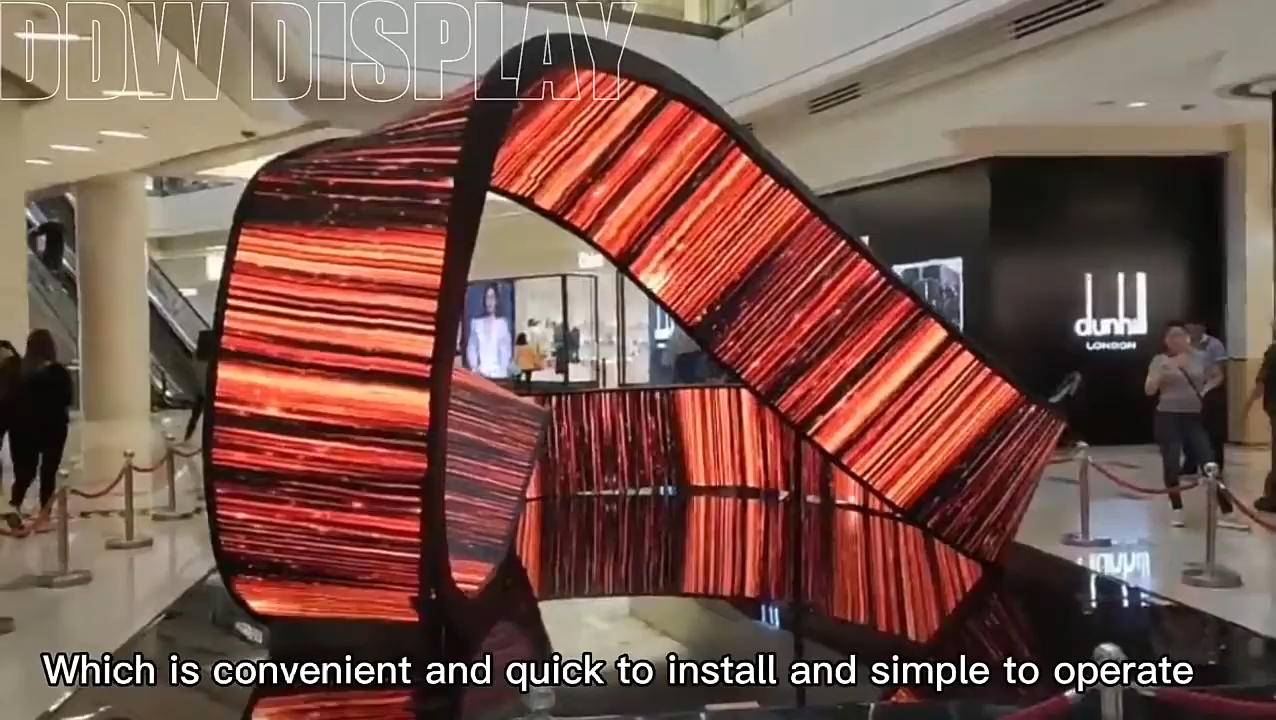 DDW DISPLAY
dunhill
LONDON
Which is convenient and quick to install and simple to operate